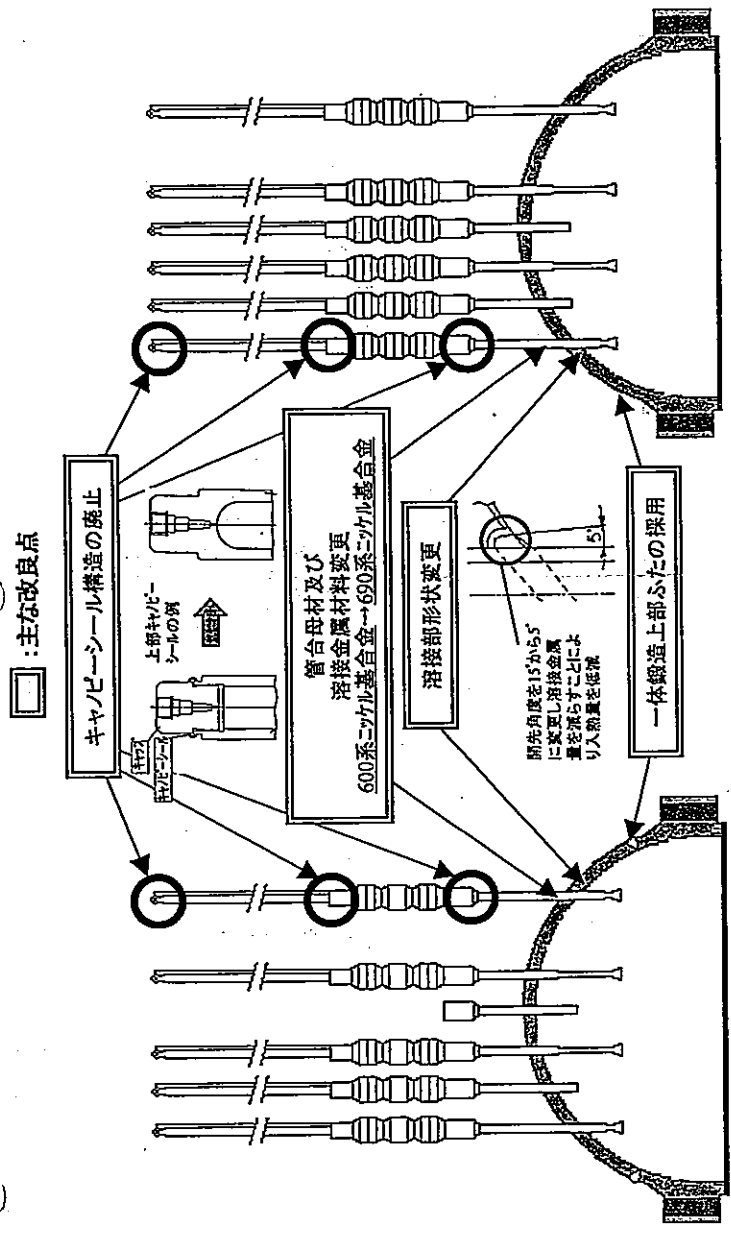 ：主な改良点
キャノピーシール構造の廃止
キャップ
キャノピーシール
上部キャノピー
シールの例
管台母材及び
溶接金属材料変更
600系ニッケル基合金→690系ニッケル基合金
溶接部形状変更
開先角度を15°から5°
に変更し溶接金属
量を減らすことによ
り入熱量を低減
5°
一体鍛造上部ふたの採用